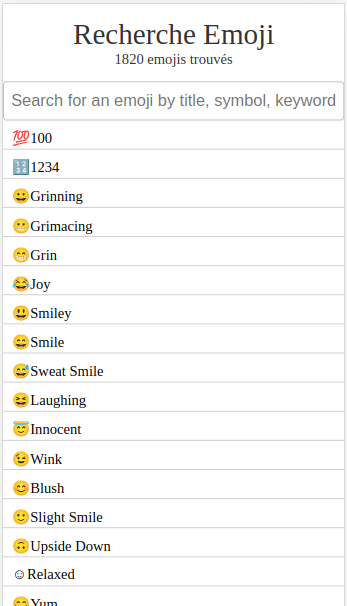 Recherche Emoji
1820 emojis trouvés
Search for an emoji by title, symbol, keyword
💯100
🔢1234
😀Grinning
😬Grimacing
😁Grin
😂Joy
😃Smiley
😄Smile
😅Sweat Smile
😆Laughing
😇Innocent
😉Wink
😊Blush
🙂Slight Smile
🙃Upside Down
☺Relaxed
😋Yum